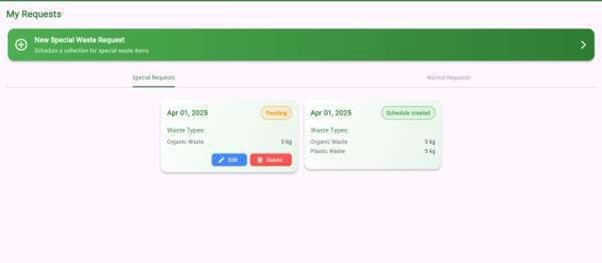 My Requests
New Special Waste Request
Schedule a collection for special waste items
Special Requests
Normal Requests
Apr 01, 2025
Pending
Waste Types:
Organic Waste 5 kg
Edit
Delete
Apr 01, 2025
Schedule created
Waste Types:
Organic Waste 5 kg
Plastic Waste 5 kg